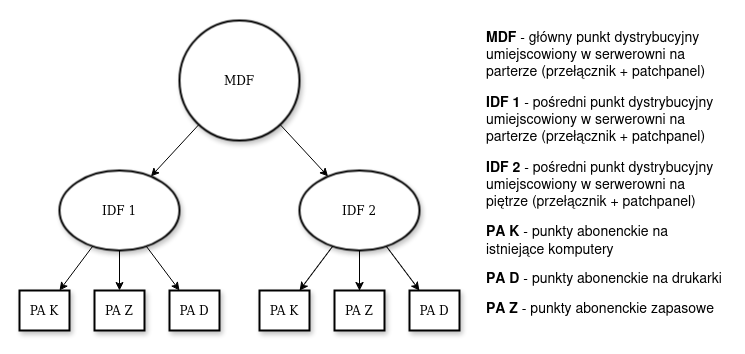 MDF
IDF 1
IDF 2
PA K
PA Z
PA D
PA K
PA Z
PA D
MDF - główny punkt dystrybucyjny
umiejscowiony w serwerowni na
parterze (przełącznik + patchpanel)
IDF 1 - pośredni punkt dystrybucyjny
umiejscowiony w serwerowni na
parterze (przełącznik + patchpanel)
IDF 2 - pośredni punkt dystrybucyjny
umiejscowiony w serwerowni na
piętrze (przełącznik + patchpanel)
PA K - punkty abonenckie na
istniejące komputery
PA D - punkty abonenckie na drukarki
PA Z - punkty abonenckie zapasowe